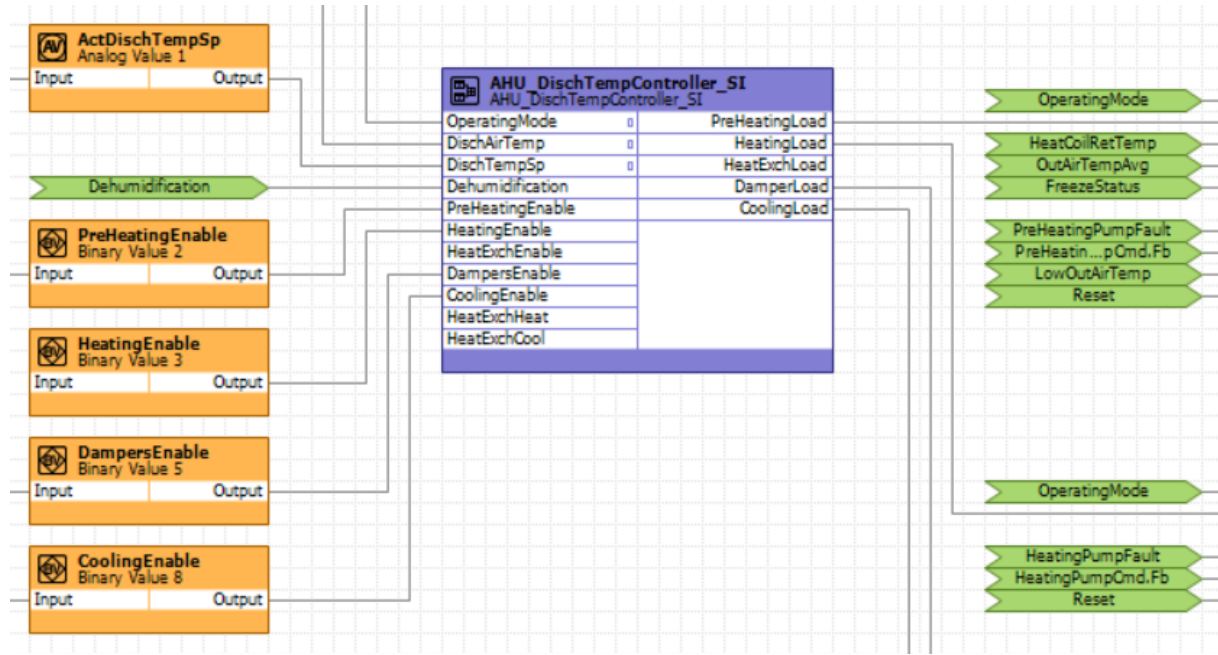 ActDischTempSp
Analog Value 1
Input Output
Dehumidification
PreHeatingEnable
Binary Value 2
Input Output
HeatingEnable
Binary Value 3
Input Output
DampersEnable
Binary Value 5
Input Output
CoolingEnable
Binary Value 8
Input Output
AHU_DischTempController_SI
AHU_DischTempController_SI
OperatingMode PreHeatingLoad
DischAirTemp HeatingLoad
DischTempSp HeatExchLoad
Dehumidification DamperLoad
PreHeatingEnable CoolingLoad
HeatingEnable
HeatExchEnable
DampersEnable
CoolingEnable
HeatExchHeat
HeatExchCool
OperatingMode
HeatCoilRetTemp
OutAirTempAvg
FreezeStatus
PreHeatingPumpFault
PreHeatin...pCmd.Fb
LowOutAirTemp
Reset
OperatingMode
HeatingPumpFault
HeatingPumpCmd.Fb
Reset